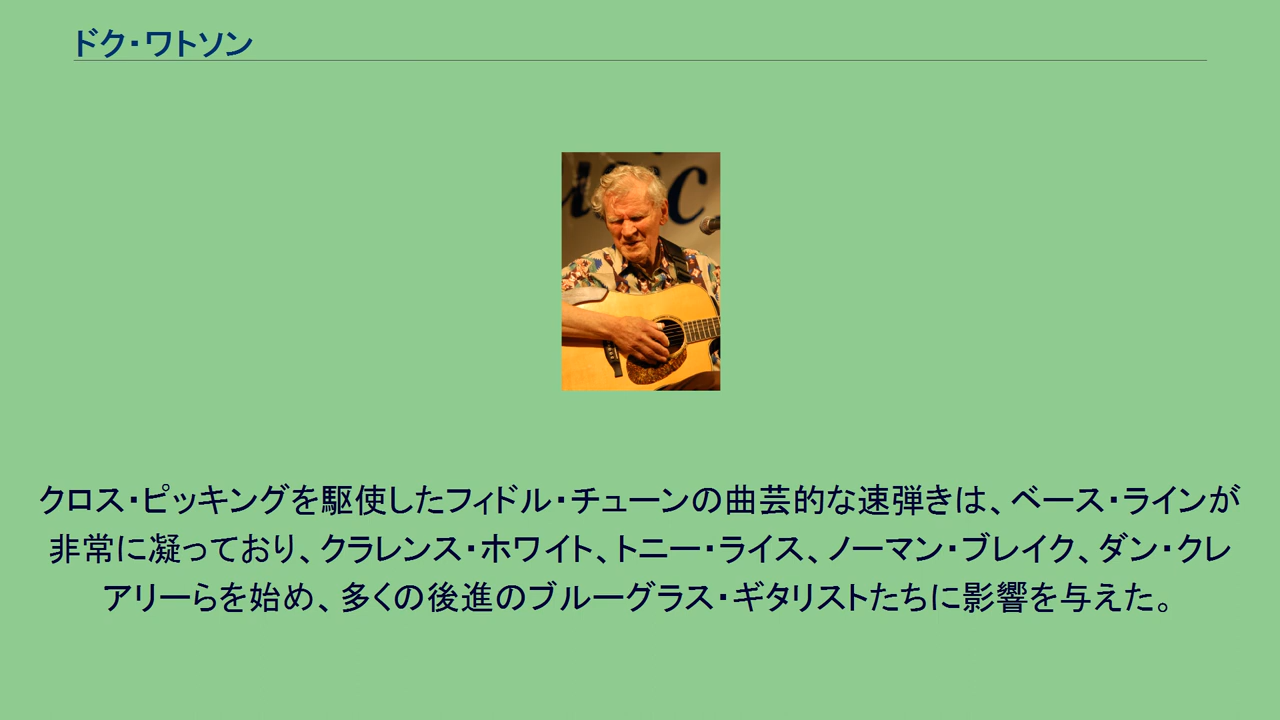 ドク・ワトソン
クロス・ピッキングを駆使したフィドル・チューンの曲芸的な速弾きは、ベース・ラインが
非常に凝っており、クラレンス・ホワイト、トニー・ライス、ノーマン・ブレイク、ダン・クレ
アリーらを始め、多くの後進のブルーグラス・ギタリストたちに影響を与えた。